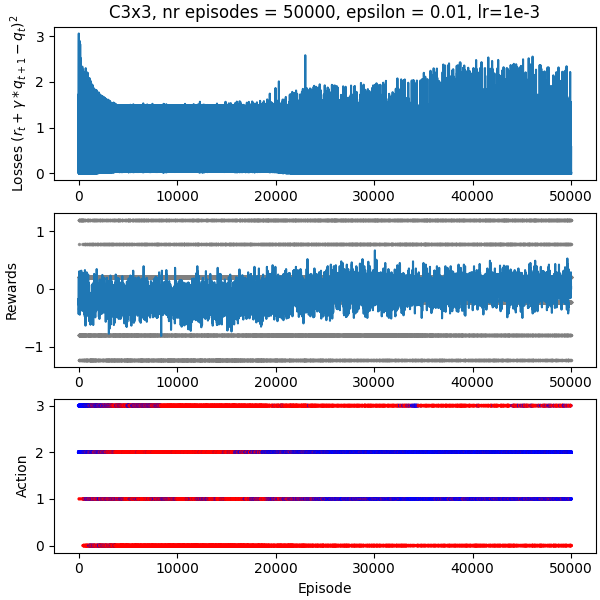 C3x3, nr episodes = 50000, epsilon = 0.01, lr=1e-3
Losses $(r_t + \gamma * q_{t+1} - q_t)^2$
3
2
1
0
0 10000 20000 30000 40000 50000
Rewards
1
0
−1
0 10000 20000 30000 40000 50000
Action
3
2
1
0
0 10000 20000 30000 40000 50000
Episode